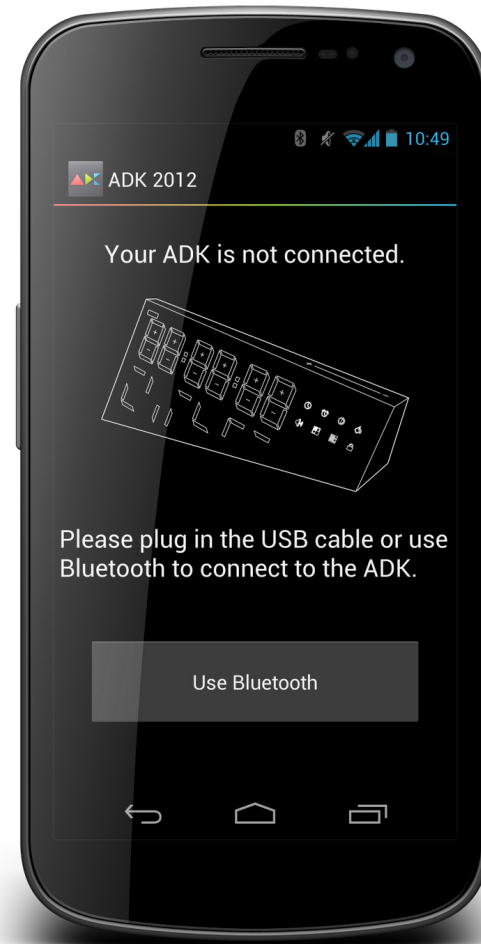 10:49
ADK 2012
Your ADK is not connected.
Please plug in the USB cable or use
Bluetooth to connect to the ADK.
Use Bluetooth